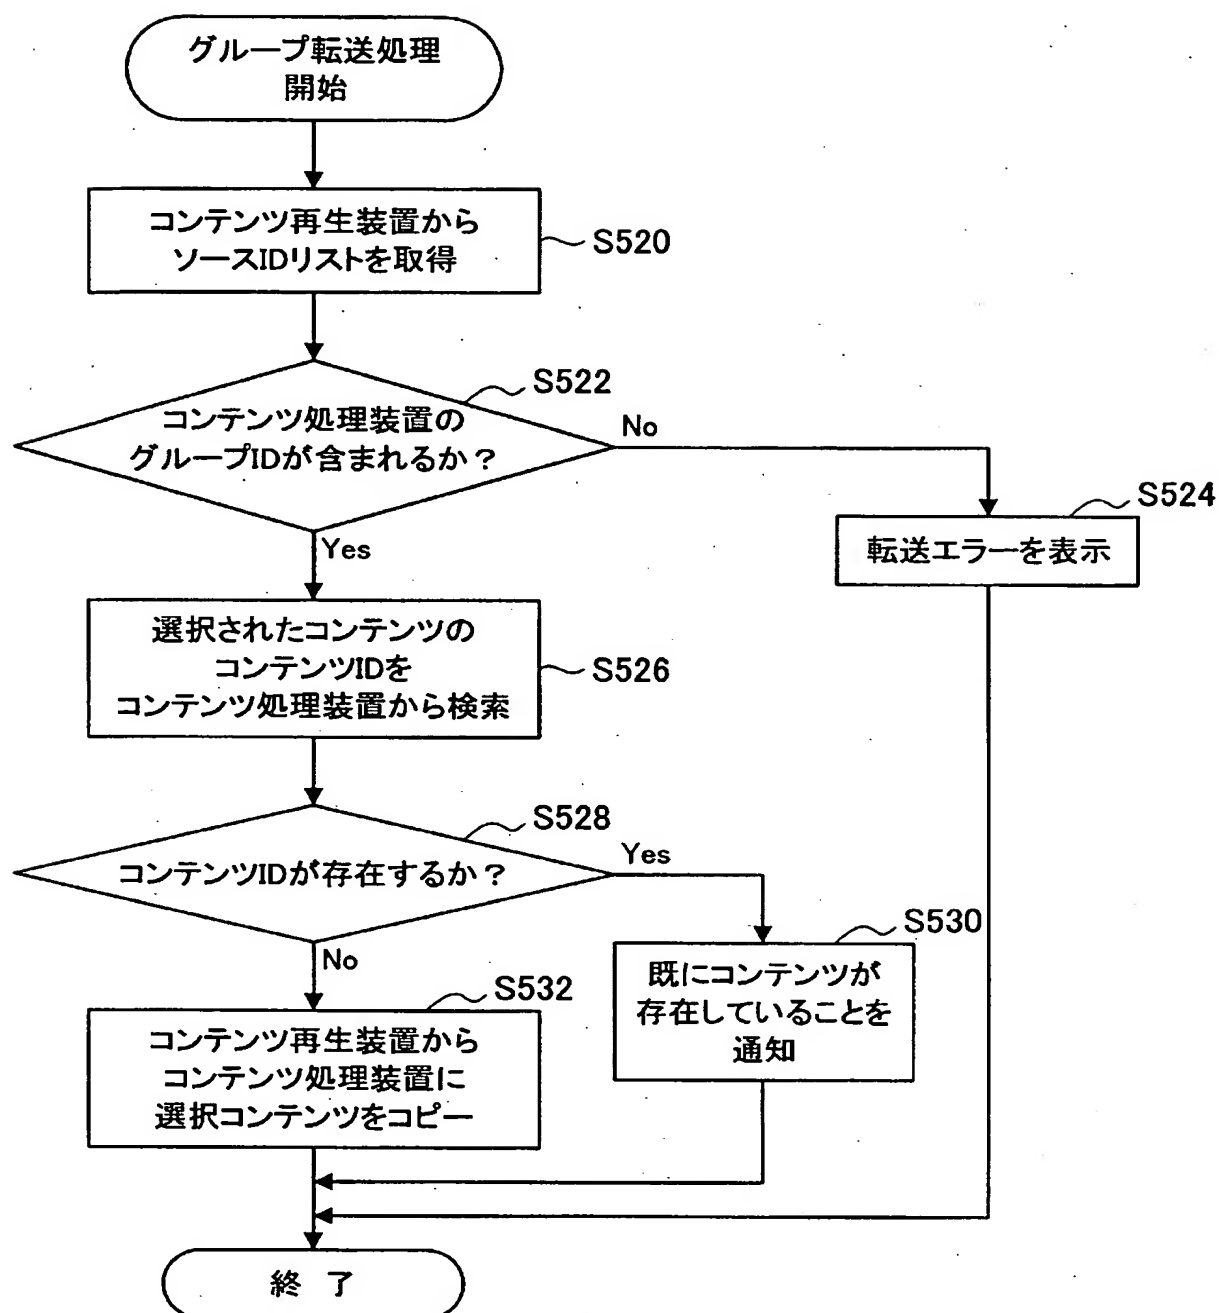 グループ転送処理
開始
コンテンツ再生装置から
ソースIDリストを取得
S520
S522
コンテンツ処理装置の
グループIDが含まれるか?
No
Yes
S524
転送エラーを表示
選択されたコンテンツの
コンテンツIDを
コンテンツ処理装置から検索
S526
S528
コンテンツIDが存在するか?
Yes
No
S530
既にコンテンツが
存在していることを
通知
S532
コンテンツ再生装置から
コンテンツ処理装置に
選択コンテンツをコピー
終 了